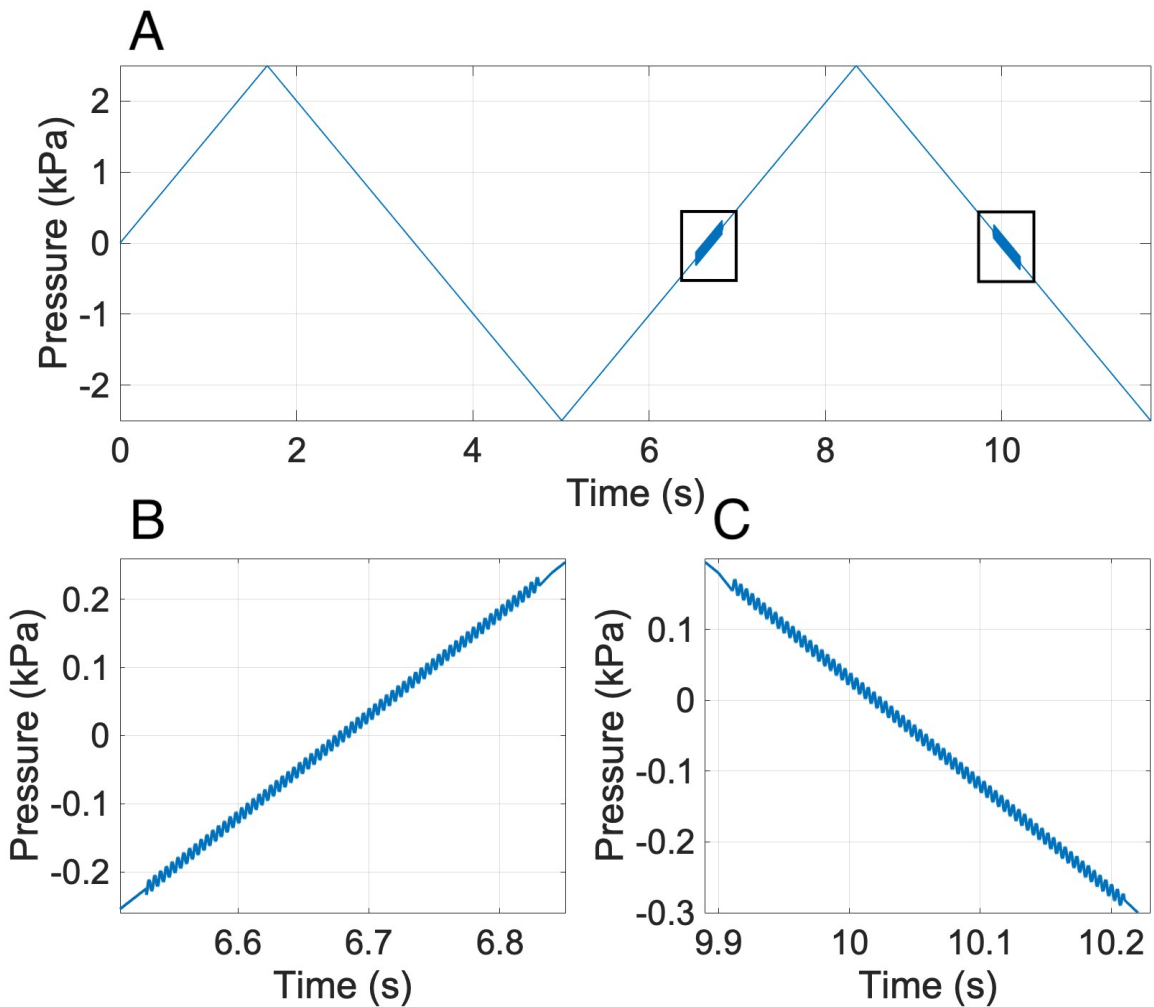 A
Pressure (kPa)
2
1
0
-1
-2
0 2 4 6 8 10
Time (s)
B
Pressure (kPa)
0.2
0.1
0
-0.1
-0.2
6.6 6.7 6.8
Time (s)
C
Pressure (kPa)
0.1
0
-0.1
-0.2
-0.3
9.9 10 10.1 10.2
Time (s)